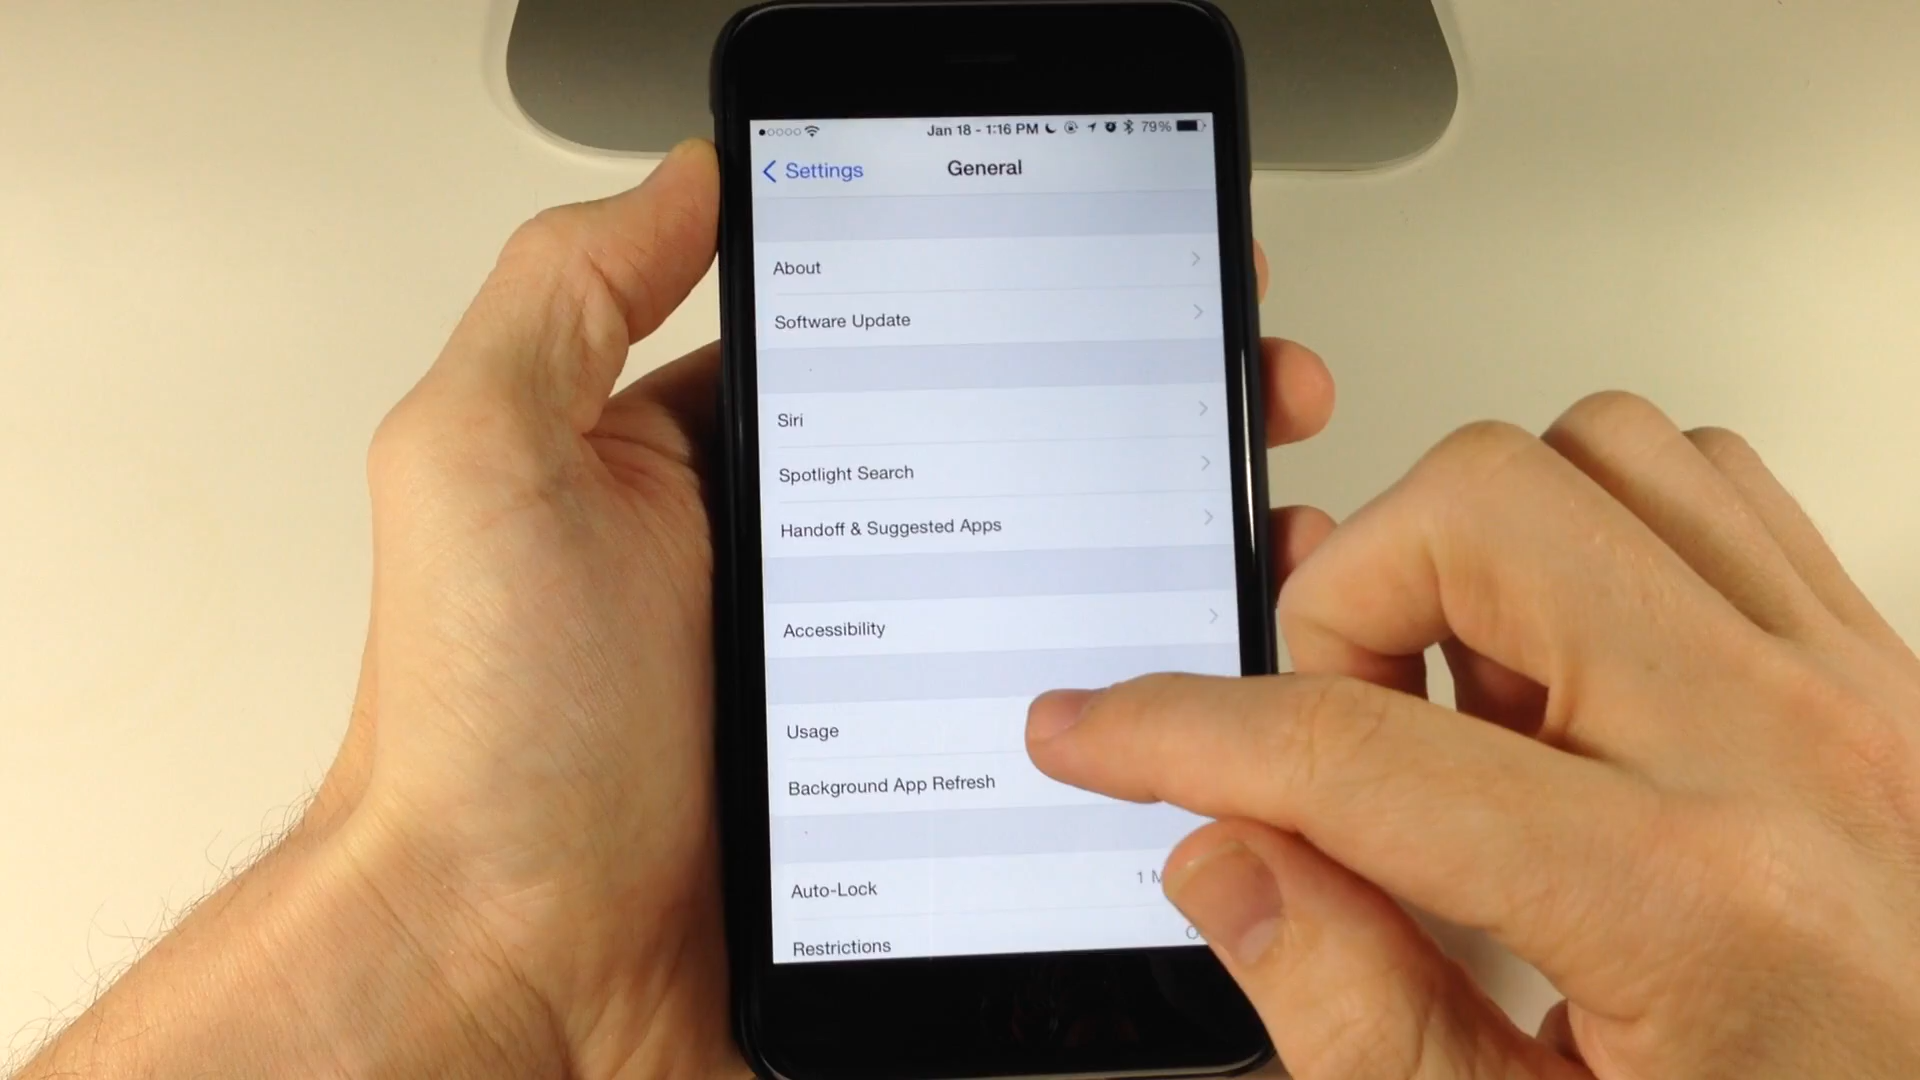 Jan 18 - 1:16 PM 79%
Settings General
About
Software Update
Siri
Spotlight Search
Handoff & Suggested Apps
Accessibility
Usage
Background App Refresh
Auto-Lock 1
Restrictions